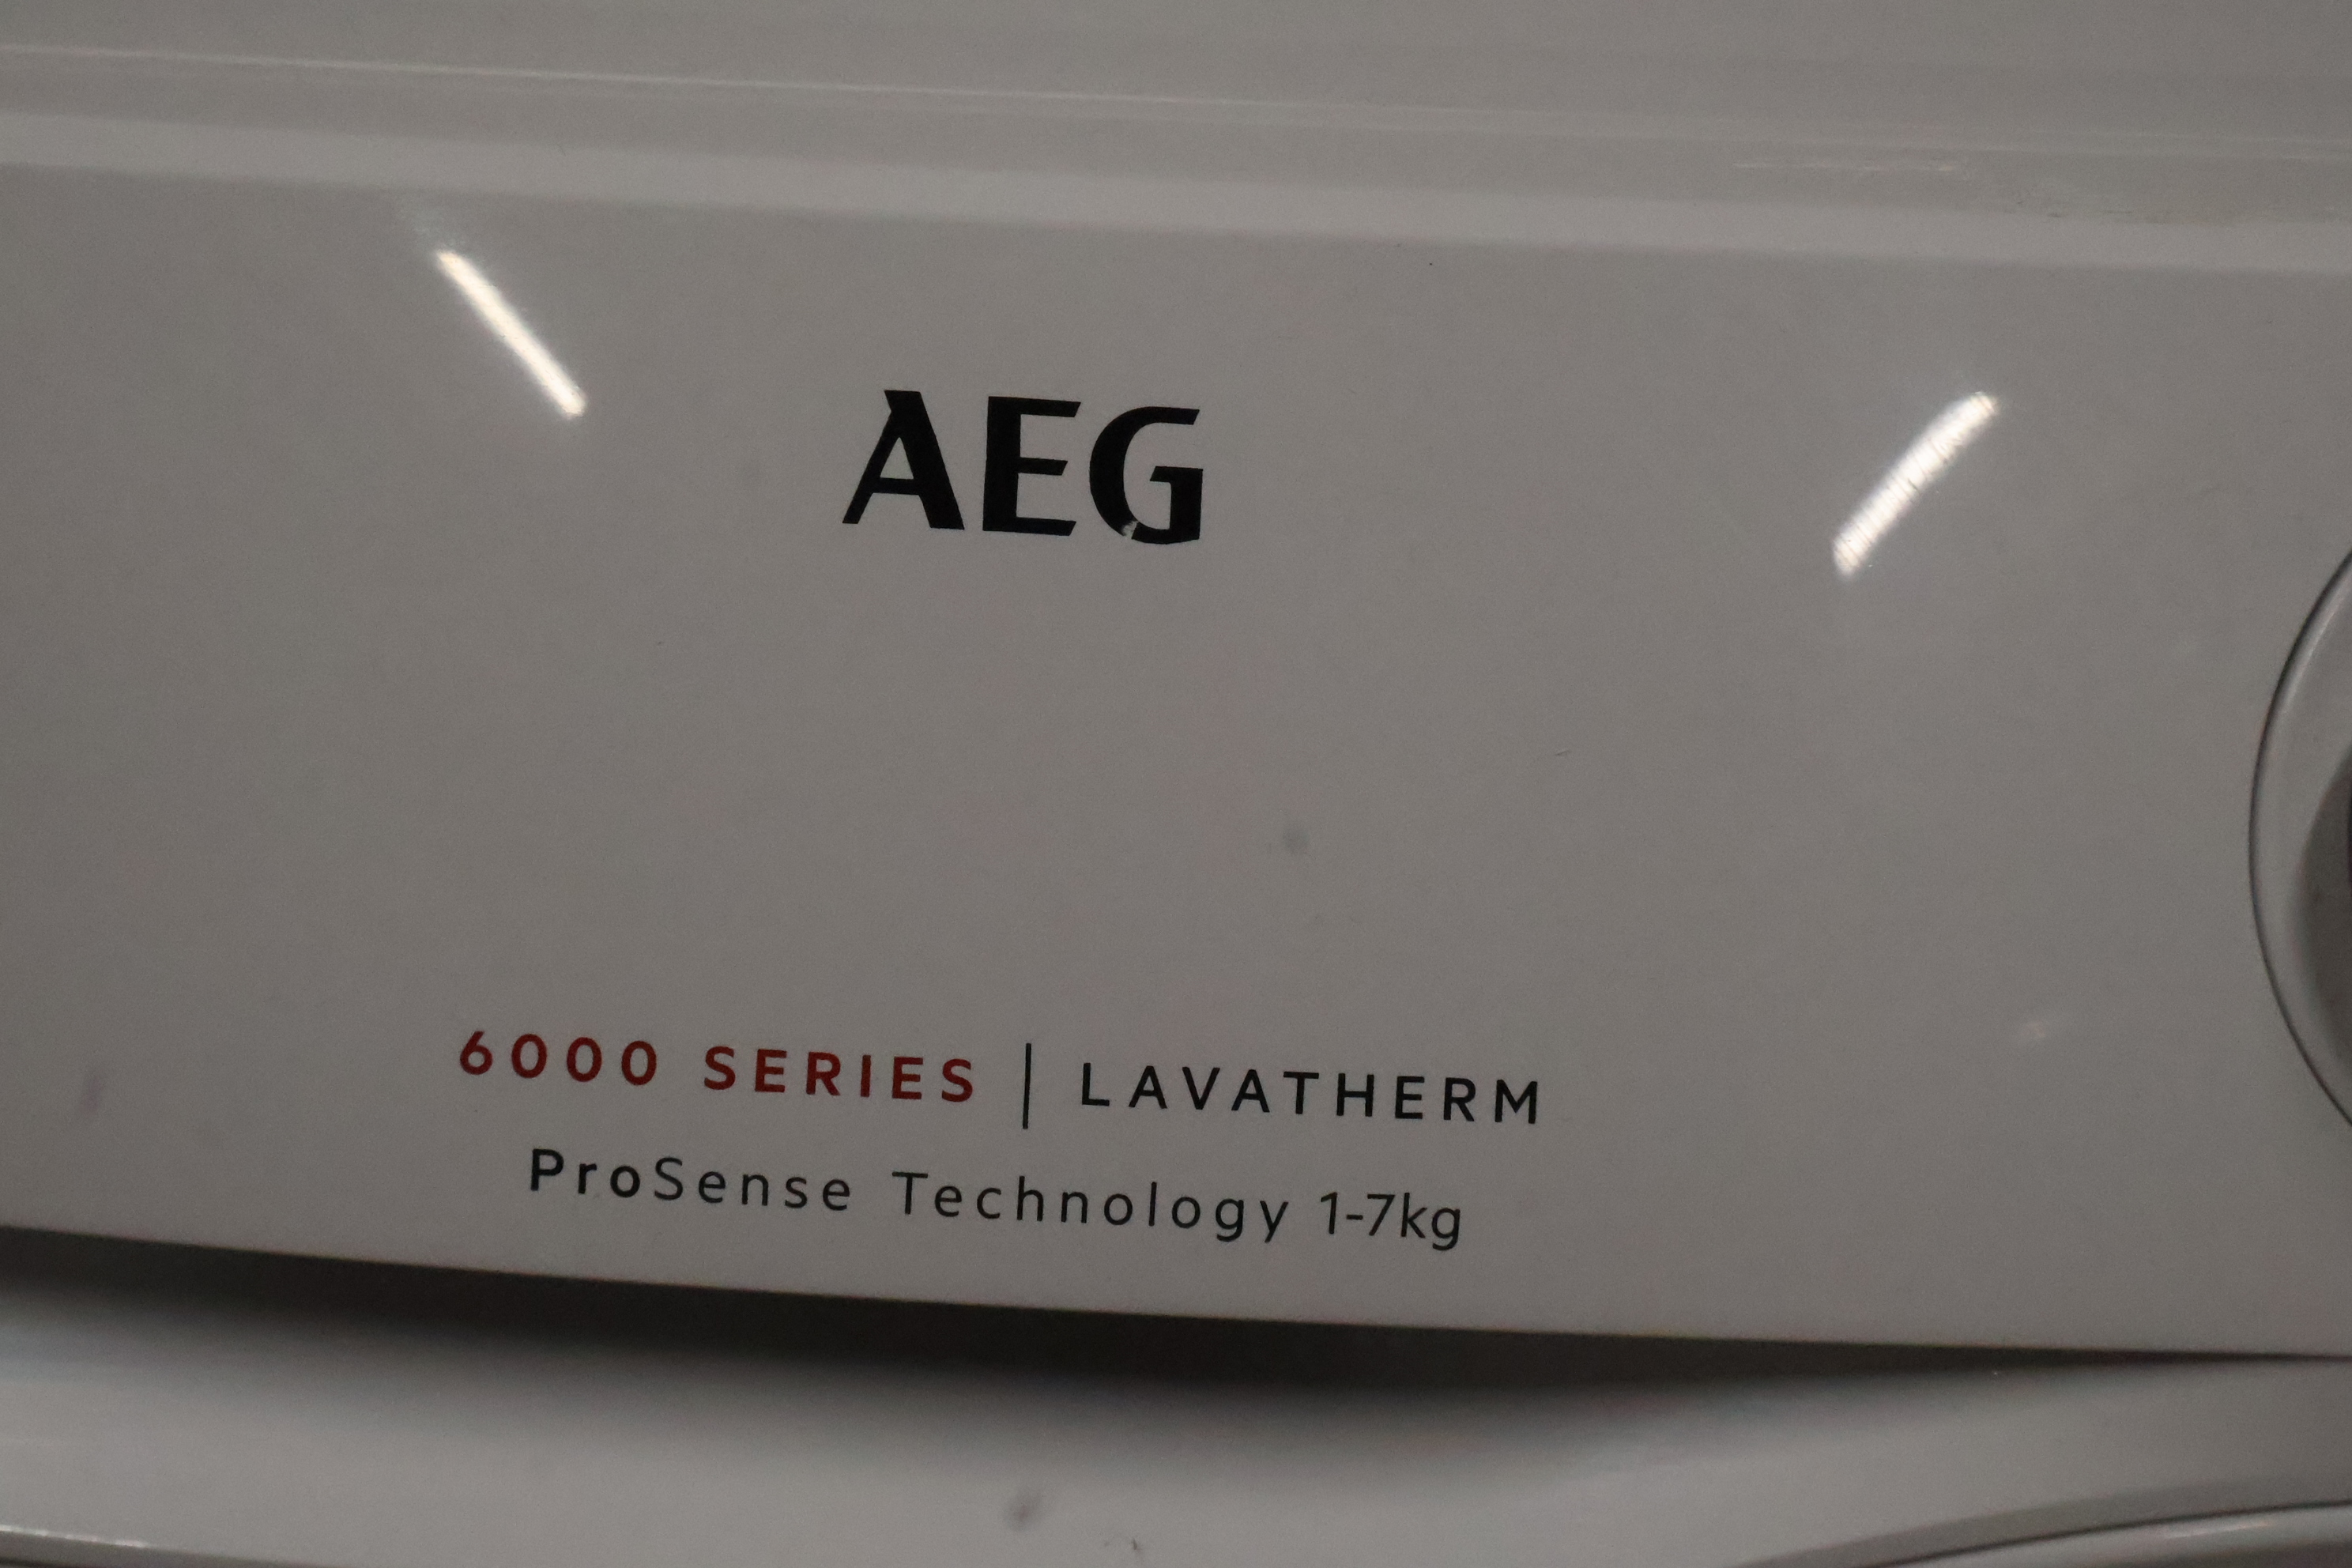 AEG
6000 SERIES | LAVATHERM
ProSense Technology 1-7kg